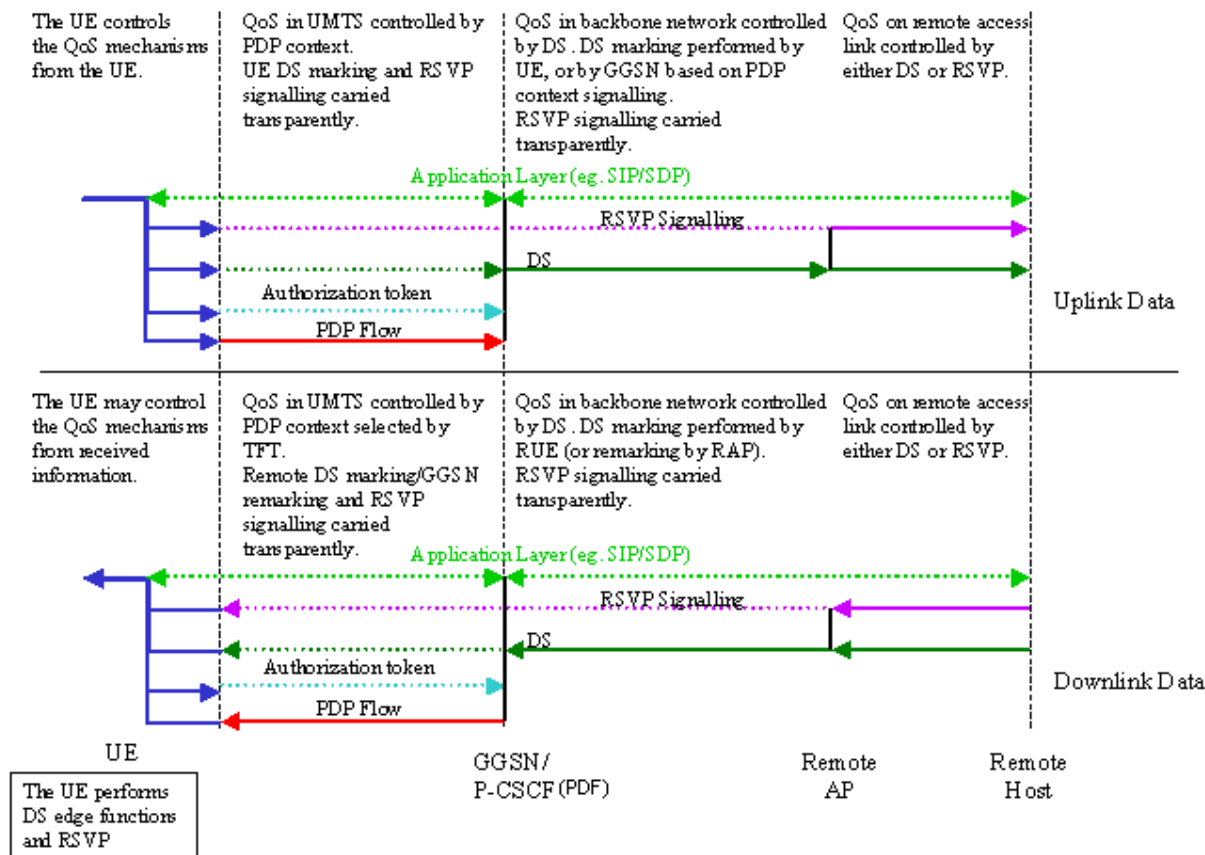 The UE controls
the QoS mechanisms
from the UE.
QoS in UMTS controlled by
PDP context.
UE DS marking and RSVP
signalling carried
transparently.
QoS in backbone network controlled
by DS. DS marking performed by
UE, or by GGSN based on PDP
context signalling.
RSVP signalling carried
transparently.
QoS on remote access
link controlled by
either DS or RSVP.
Application Layer (eg. SIP/SDP)
RSVP Signalling
DS
Authorization token
PDP Flow
Uplink Data
The UE may control
the QoS mechanisms
from received
information.
QoS in UMTS controlled by
PDP context selected by
TFT.
Remote DS marking/GGSN
remarking and RSVP
signalling carried
transparently.
QoS in backbone network controlled
by DS. DS marking performed by
RUE (or remarking by RAP).
RSVP signalling carried
transparently.
QoS on remote access
link controlled by
either DS or RSVP.
Application Layer (eg. SIP/SDP)
RSVP Signalling
DS
Authorization token
PDP Flow
Downlink Data
UE
GGSN/
P-CSCF (PDF)
Remote
AP
Remote
Host
The UE performs
DS edge functions
and RSVP